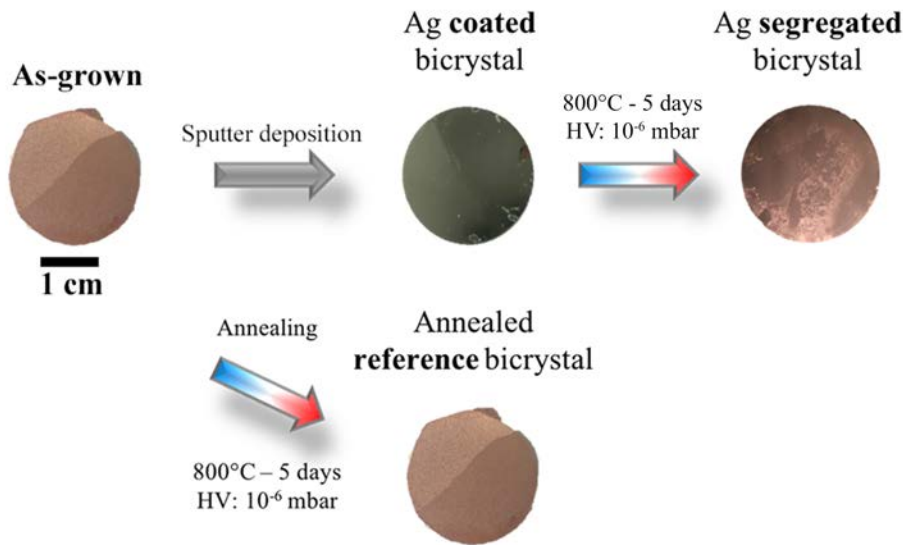 As-grown
1 cm
Sputter deposition
Ag coated
bicrystal
800°C - 5 days
HV: 10⁻⁶ mbar
Ag segregated
bicrystal
Annealing
800°C – 5 days
HV: 10⁻⁶ mbar
Annealed
reference bicrystal